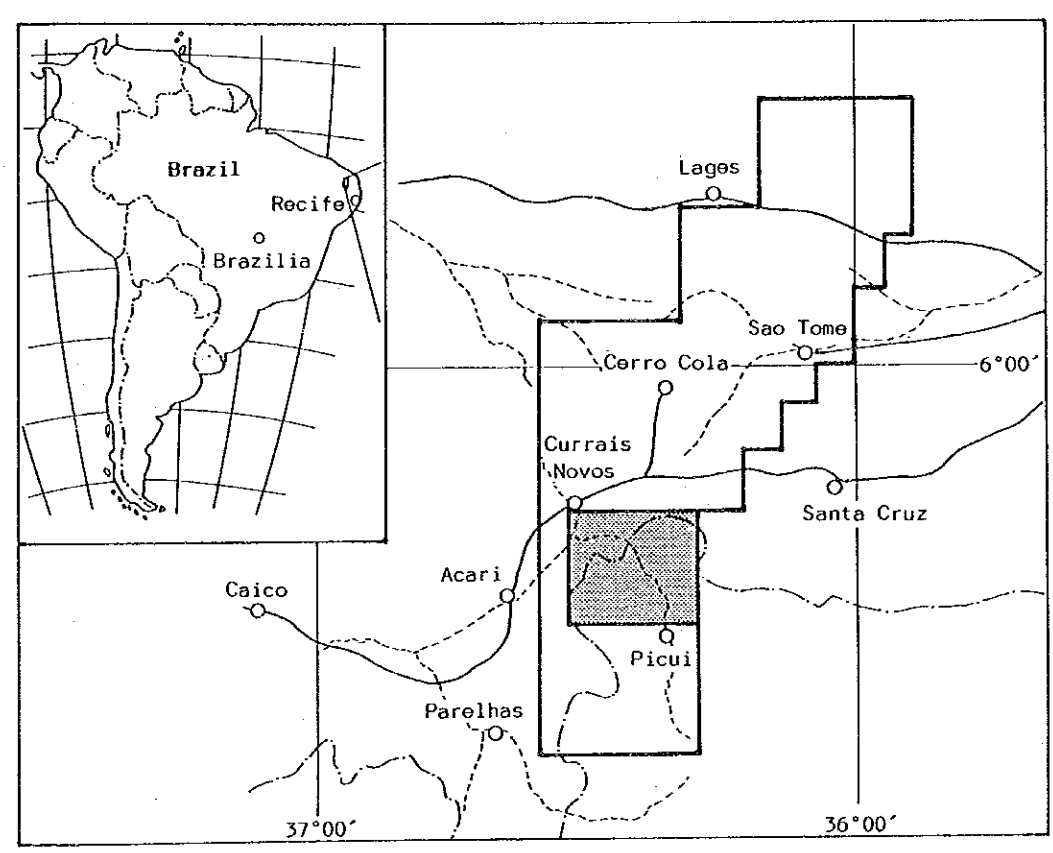 Brazil
Recife
Brazilia
Lages
Sao Tome
Cerro Cola
6°00′
Currais
Novos
Santa Cruz
Acari
Caico
Picui
Parelhas
37°00′
36°00′